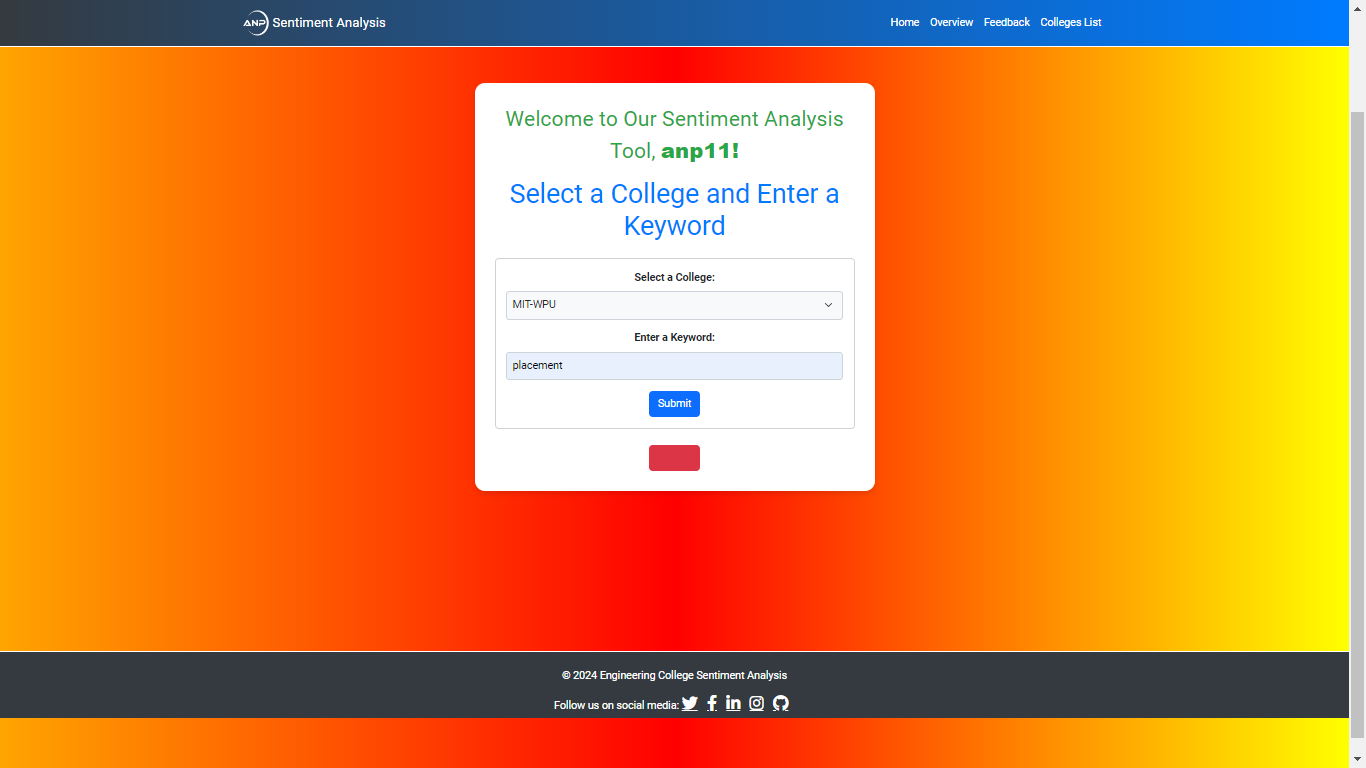 ANP Sentiment Analysis
Home Overview Feedback Colleges List
Welcome to Our Sentiment Analysis
Tool, anp11!
Select a College and Enter a
Keyword
Select a College:
MIT-WPU
Enter a Keyword:
placement
Submit
© 2024 Engineering College Sentiment Analysis
Follow us on social media: